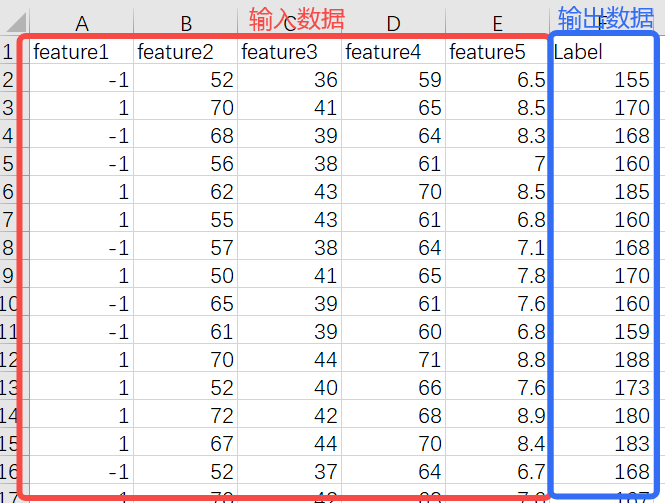 输入数据 输出数据
A B C D E F
1 feature1 feature2 feature3 feature4 feature5 Label
2 -1 52 36 59 6.5 155
3 1 70 41 65 8.5 170
4 -1 68 39 64 8.3 168
5 -1 56 38 61 7 160
6 1 62 43 70 8.5 185
7 1 55 43 61 6.8 160
8 -1 57 38 64 7.1 168
9 1 50 41 65 7.8 170
10 -1 65 39 61 7.6 160
11 -1 61 39 60 6.8 159
12 1 70 44 71 8.8 188
13 1 52 40 66 7.6 173
14 1 72 42 68 8.9 180
15 1 67 44 70 8.4 183
16 -1 52 37 64 6.7 168
17